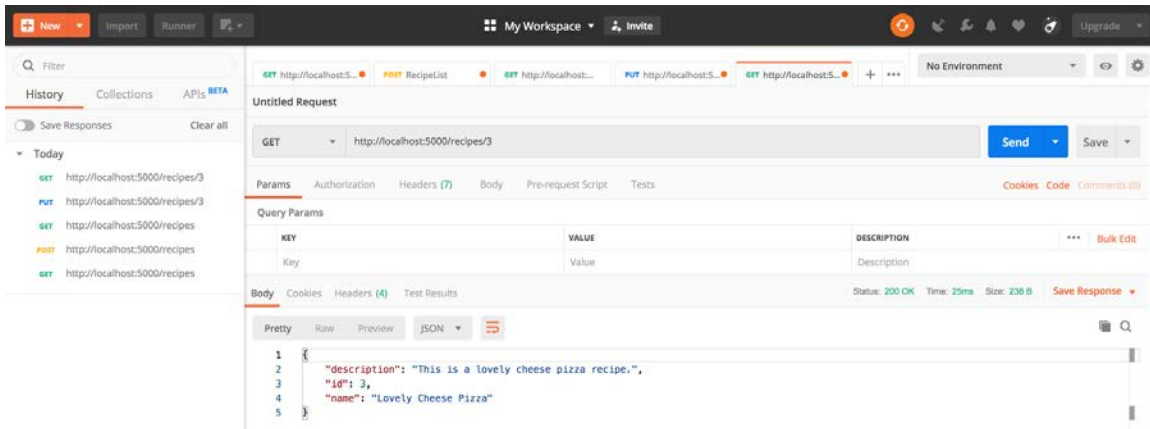 New Import Runner My Workspace Invite Upgrade
Filter
History Collections APIs BETA
Save Responses Clear all
Today
GET http://localhost:5000/recipes/3
PUT http://localhost:5000/recipes/3
GET http://localhost:5000/recipes
POST http://localhost:5000/recipes
GET http://localhost:5000/recipes
GET http://localhost:5... POST RecipeList GET http://localhost:... PUT http://localhost:5... GET http://localhost:5... + ••• No Environment
Untitled Request
GET http://localhost:5000/recipes/3 Send Save
Params Authorization Headers (7) Body Pre-request Script Tests Cookies Code Comments (0)
Query Params
KEY VALUE DESCRIPTION ••• Bulk Edit
Key Value Description
Body Cookies Headers (4) Test Results Status: 200 OK Time: 25ms Size: 238 B Save Response
Pretty Raw Preview JSON
1 {
2 "description": "This is a lovely cheese pizza recipe.",
3 "id": 3,
4 "name": "Lovely Cheese Pizza"
5 }